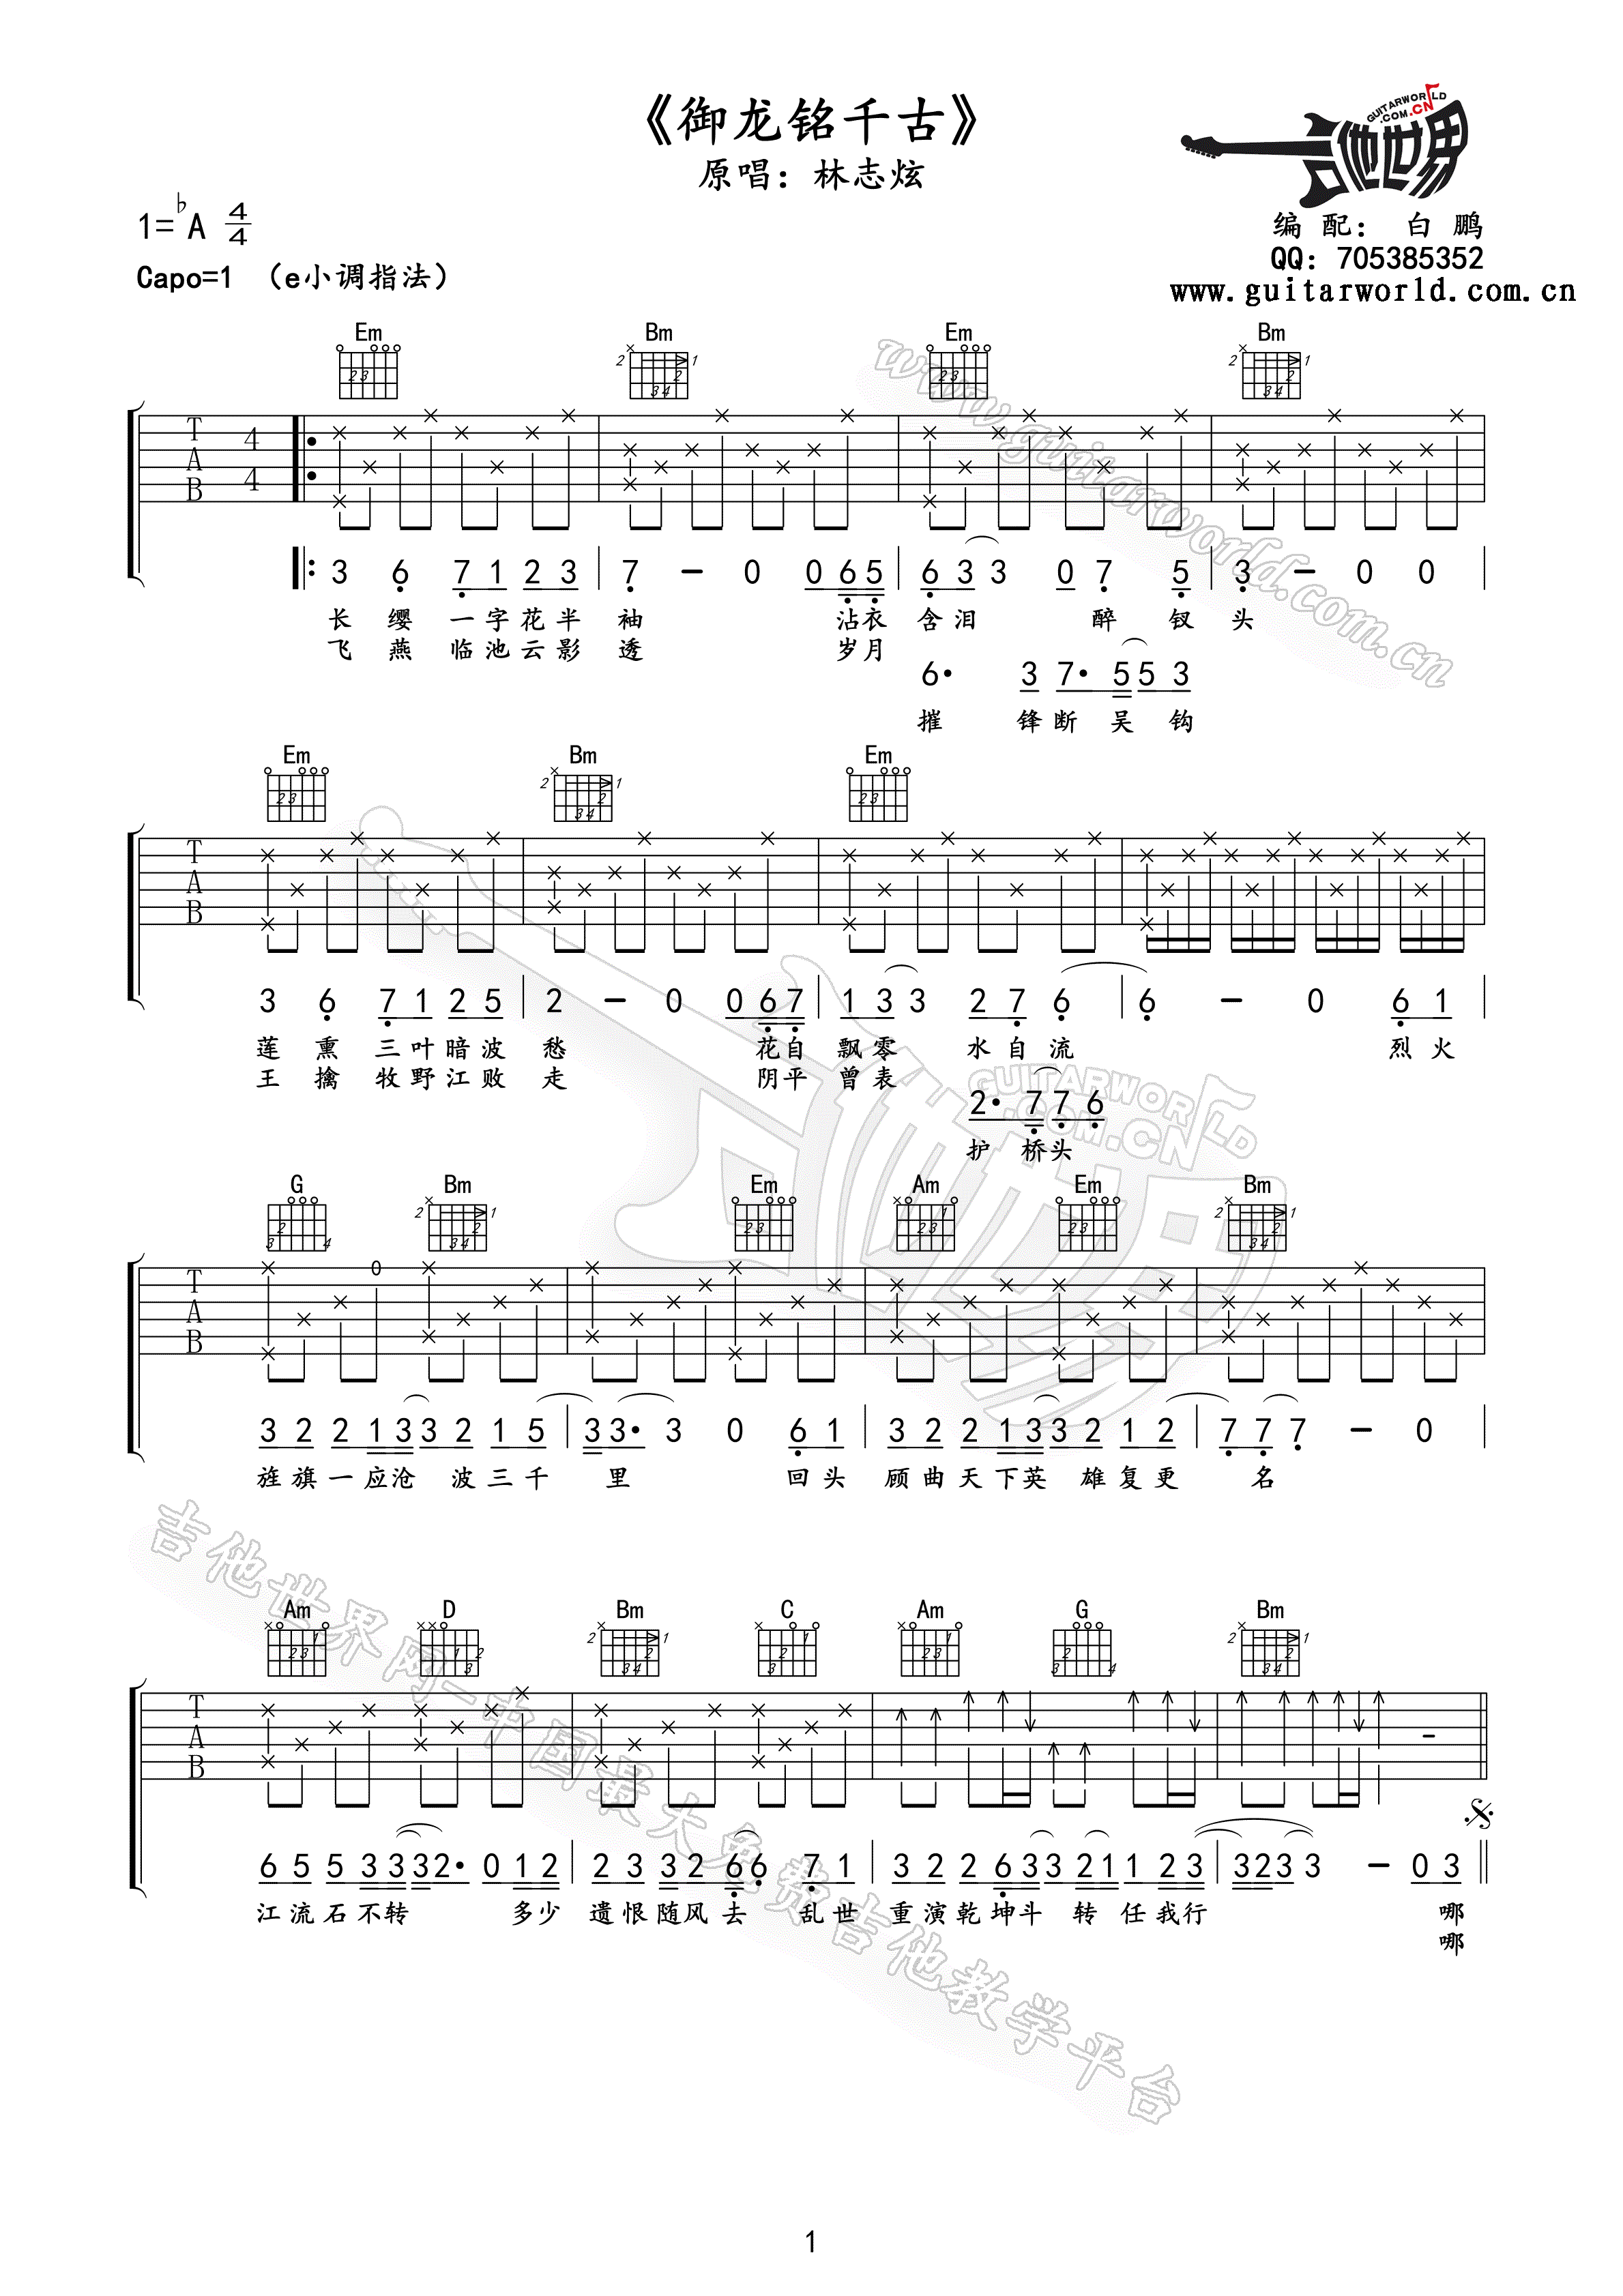 《御龙铭千古》
原唱：林志炫
GUITARWORLD
.COM.CN
吉他世界
1=♭A 4/4
编 配： 白 鹏
QQ: 705385352
Capo=1 （e小调指法）
www.guitarworld.com.cn
Em Bm Em Bm
T A B 4/4
3 6 7 1 2 3 | 7 - 0 0 6 5 | 6 3 3 0 7 5 | 3 - 0 0 |
长 缨 一 字 花 半 袖 沾衣 含 泪 醉 钗 头
飞 燕 临 池 云 影 透 岁月
6· 3 7· 5 5 3
摧 锋 断 吴 钩
Em Bm Em
T A B
3 6 7 1 2 5 | 2 - 0 0 6 7 | 1 3 3 2 7 6 | 6 - 0 6 1 |
莲 熏 三 叶 暗 波 愁 花自 飘 零 水 自 流 烈 火
王 擒 牧 野 江 败 走 阴平 曾 表
2· 7 7 6
护 桥头
G Bm Em Am Em Bm
T A B
3 2 2 1 3 3 2 1 5 | 3 3· 3 0 6 1 | 3 2 2 1 3 3 2 1 2 | 7 7 7 - 0 |
旌 旗 一 应 沧 波 三 千 里 回 头 顾 曲 天 下 英 雄 复 更 名
Am D Bm C Am G Bm
T A B
6 5 5 3 3 3 2· 0 1 2 | 2 3 3 2 6 6 7 1 | 3 2 2 6 3 3 2 1 1 2 3 | 3 2 3 3 - 0 3 ||
江 流 石 不 转 多 少 遗 恨 随 风 去 乱 世 重 演 乾 坤 斗 转 任 我 行 哪
哪
www.guitarworld.com.cn
GUITARWORLD
.COM.CN
吉他世界
吉他世界网-中国最大免费吉他教学平台
1